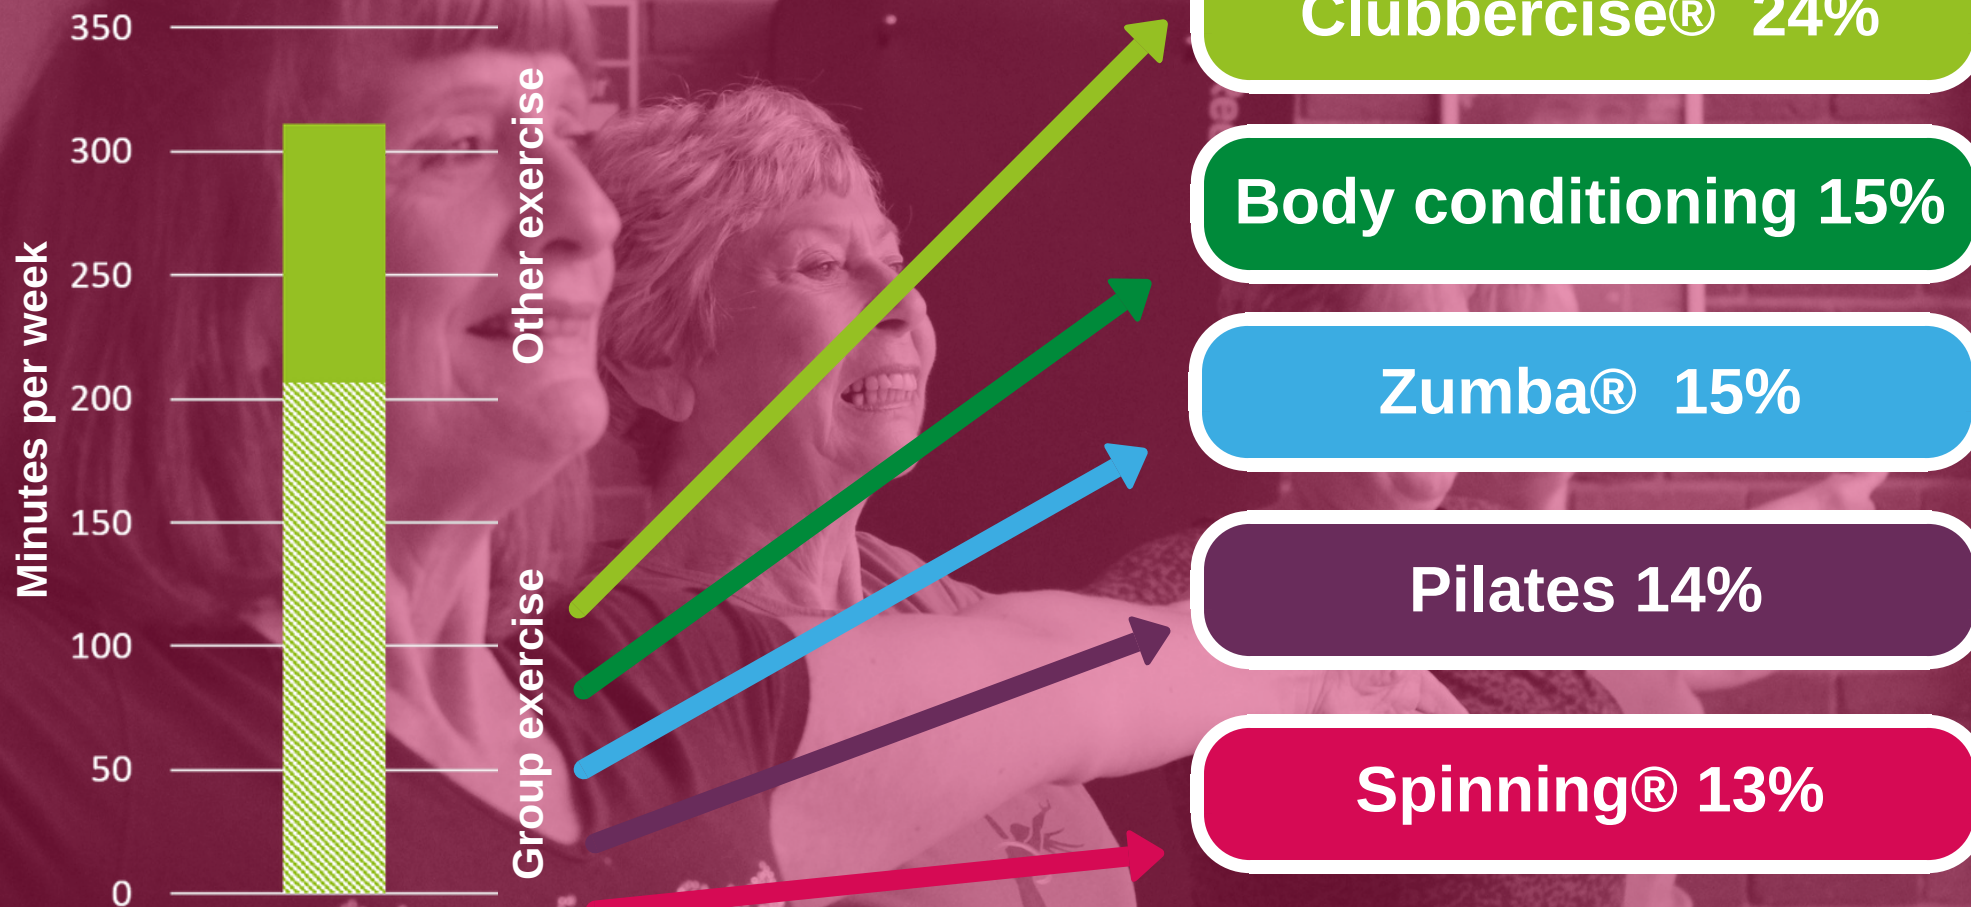 350
300
250
200
150
100
50
0
Minutes per week
Other exercise
Group exercise
Clubbercise® 24%
Body conditioning 15%
Zumba® 15%
Pilates 14%
Spinning® 13%